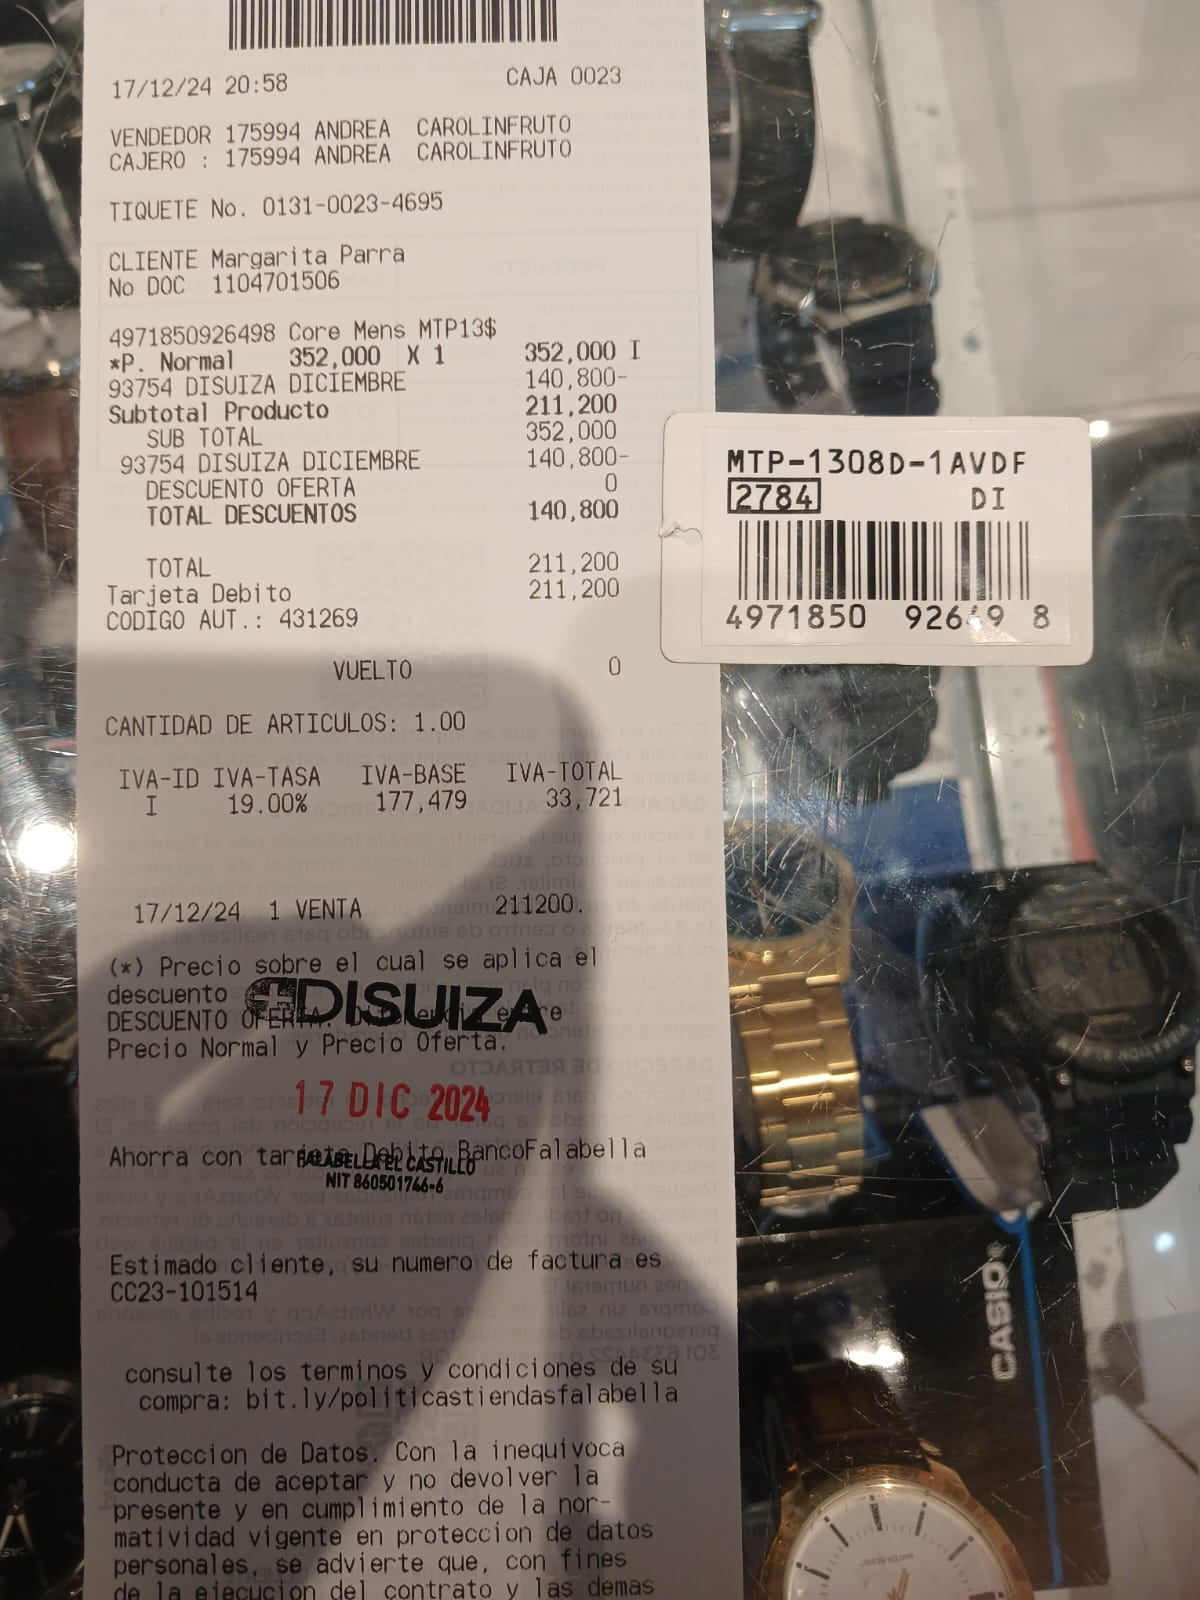 17/12/24 20:58 CAJA 0023
VENDEDOR 175994 ANDREA CAROLINFRUTO
CAJERO : 175994 ANDREA CAROLINFRUTO
TIQUETE No. 0131-0023-4695
CLIENTE Margarita Parra
No DOC 1104701506
4971850926498 Core Mens MTP13$
*P. Normal 352,000 X 1 352,000 I
93754 DISUIZA DICIEMBRE 140,800-
Subtotal Producto 211,200
SUB TOTAL 352,000
93754 DISUIZA DICIEMBRE 140,800-
DESCUENTO OFERTA 0
TOTAL DESCUENTOS 140,800
TOTAL 211,200
Tarjeta Debito 211,200
CODIGO AUT.: 431269
VUELTO 0
CANTIDAD DE ARTICULOS: 1.00
IVA-ID IVA-TASA IVA-BASE IVA-TOTAL
I 19.00% 177,479 33,721
17/12/24 1 VENTA 211200.
(*) Precio sobre el cual se aplica el
descuento
DISUIZA
DESCUENTO OFERTA.
Precio Normal y Precio Oferta.
17 DIC 2024
Ahorra con tarjeta Debito BancoFalabella
FALABELLA EL CASTILLO
NIT 860501766-6
Estimado cliente, su numero de factura es
CC23-101514
consulte los terminos y condiciones de su
compra: bit.ly/politicastiendasfalabella
Proteccion de Datos. Con la inequivoca
conducta de aceptar y no devolver la
presente y en cumplimiento de la nor-
matividad vigente en proteccion de datos
personales, se advierte que, con fines
de la ejecucion del contrato y las demas
MTP-1308D-1AVDF
2784 DI
4971850 92649 8
CASIO
WATER RESIST